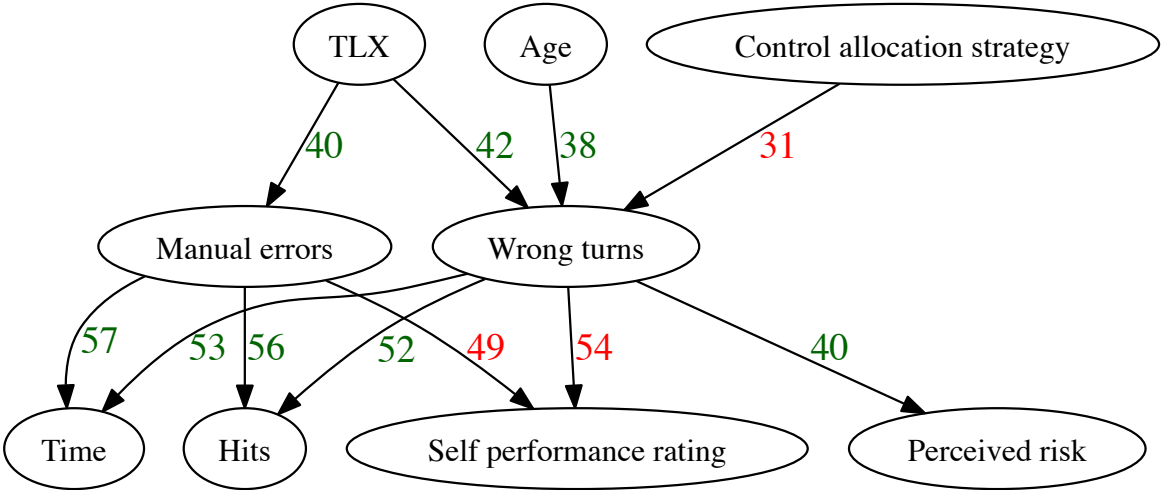 TLX
Age
Control allocation strategy
40
42
38
31
Manual errors
Wrong turns
57
53
56
52
49
54
40
Time
Hits
Self performance rating
Perceived risk